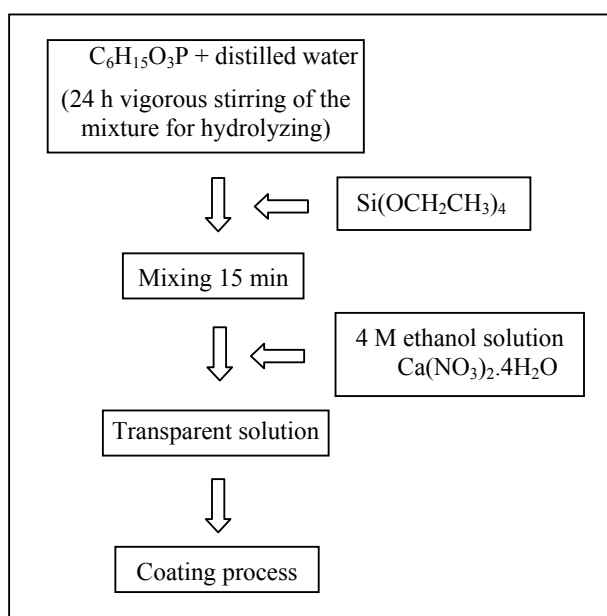 C₆H₁₅O₃P + distilled water
(24 h vigorous stirring of the
mixture for hydrolyzing)
Si(OCH₂CH₃)₄
Mixing 15 min
4 M ethanol solution
Ca(NO₃)₂.4H₂O
Transparent solution
Coating process